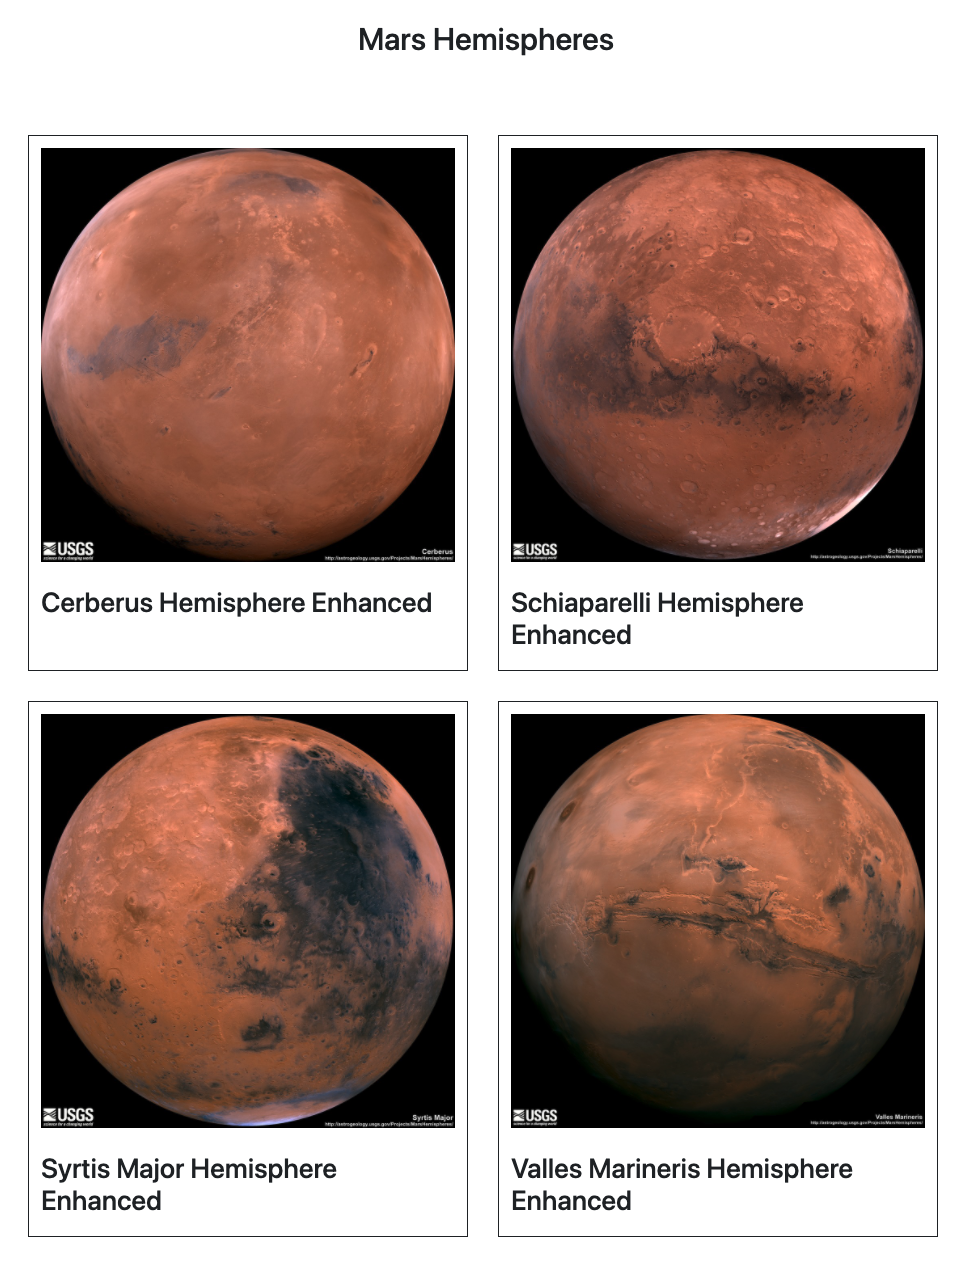 Mars Hemispheres
USGS
science for a changing world
Cerberus
http://astrogeology.usgs.gov/Projects/MarsHemispheres/
Cerberus Hemisphere Enhanced
USGS
science for a changing world
Schiaparelli
http://astrogeology.usgs.gov/Projects/MarsHemispheres/
Schiaparelli Hemisphere
Enhanced
USGS
science for a changing world
Syrtis Major
http://astrogeology.usgs.gov/Projects/MarsHemispheres/
Syrtis Major Hemisphere
Enhanced
USGS
science for a changing world
Valles Marineris
http://astrogeology.usgs.gov/Projects/MarsHemispheres/
Valles Marineris Hemisphere
Enhanced